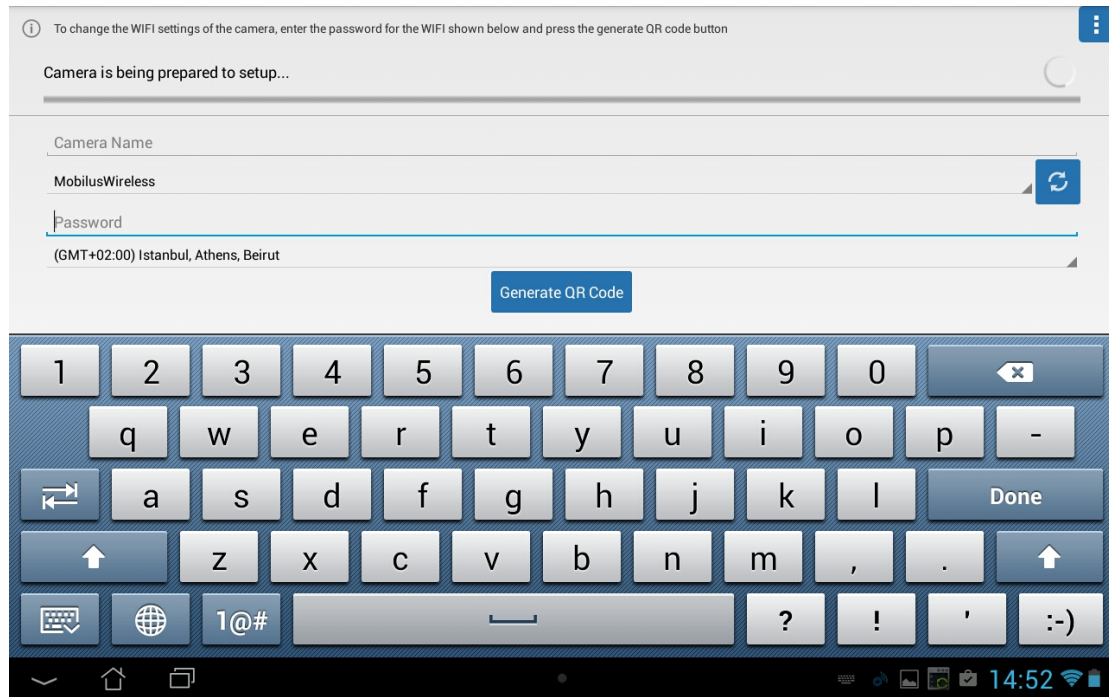 To change the WIFI settings of the camera, enter the password for the WIFI shown below and press the generate QR code button
Camera is being prepared to setup...
Camera Name
MobilusWireless
Password
(GMT+02:00) Istanbul, Athens, Beirut
Generate QR Code
1 2 3 4 5 6 7 8 9 0
q w e r t y u i o p -
a s d f g h j k l Done
z x c v b n m , .
1@# ? ! ' :-)
14:52